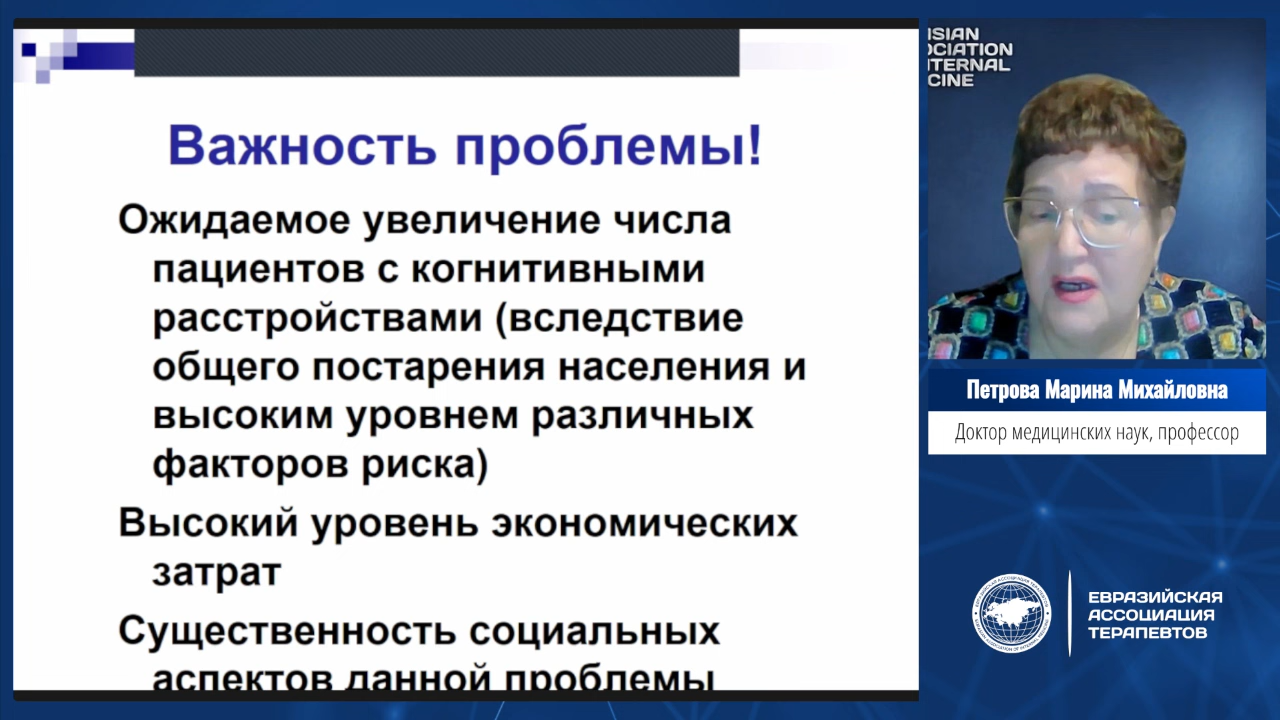 Важность проблемы!
Ожидаемое увеличение числа
пациентов с когнитивными
расстройствами (вследствие
общего постарения населения и
высоким уровнем различных
факторов риска)
Высокий уровень экономических
затрат
Существенность социальных
аспектов данной проблемы
Петрова Марина Михайловна
Доктор медицинских наук, профессор
ЕВРАЗИЙСКАЯ
АССОЦИАЦИЯ
ТЕРАПЕВТОВ